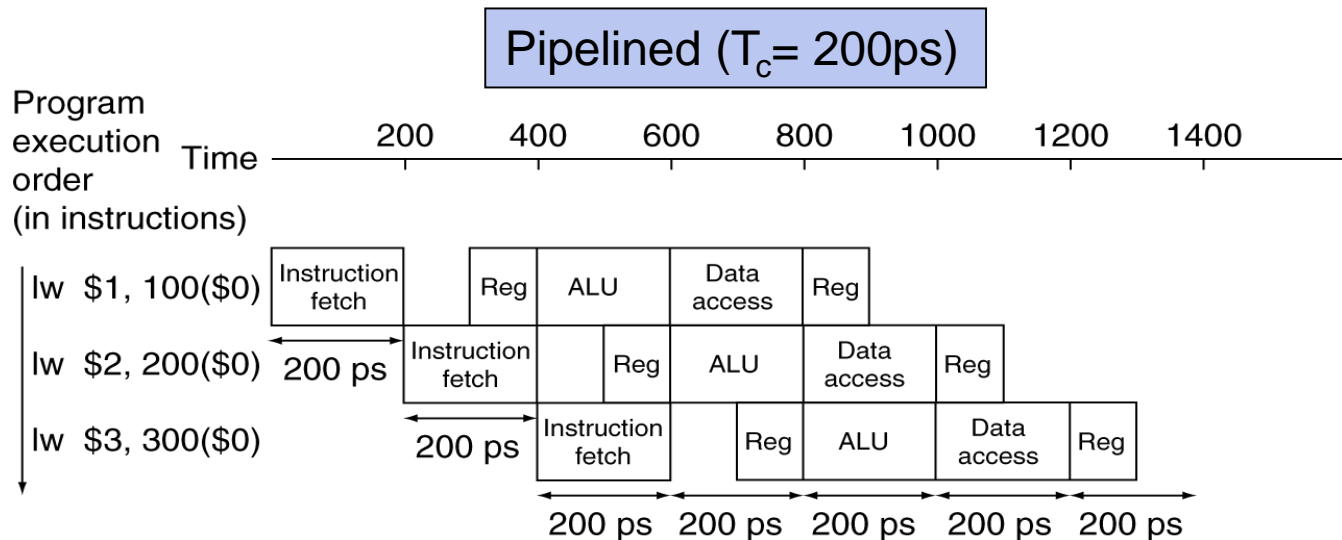 Pipelined (Tc= 200ps)
Program
execution
order
(in instructions)
Time
200 400 600 800 1000 1200 1400
lw $1, 100($0)
Instruction
fetch
Reg
ALU
Data
access
Reg
200 ps
lw $2, 200($0)
Instruction
fetch
Reg
ALU
Data
access
Reg
200 ps
lw $3, 300($0)
Instruction
fetch
Reg
ALU
Data
access
Reg
200 ps 200 ps 200 ps 200 ps 200 ps